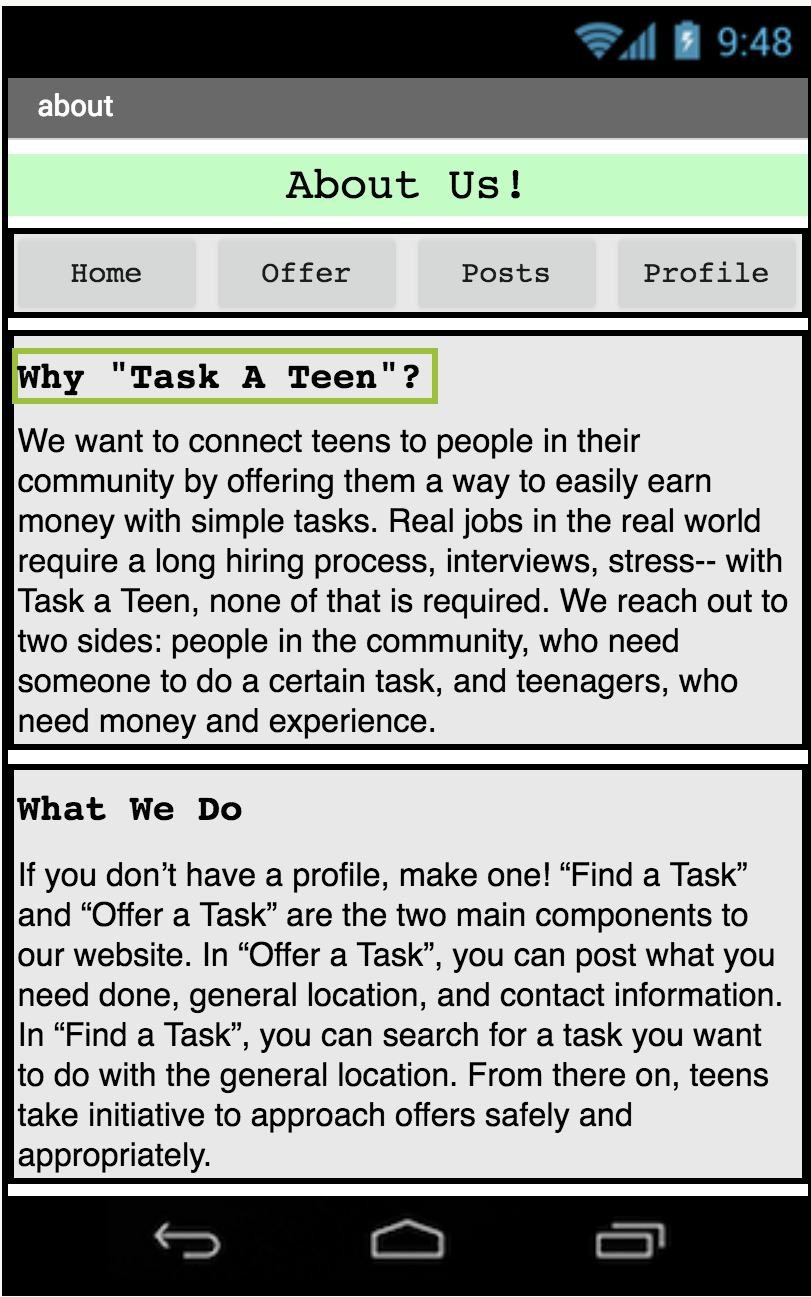 9:48
about
About Us!
Home Offer Posts Profile
Why "Task A Teen"?
We want to connect teens to people in their
community by offering them a way to easily earn
money with simple tasks. Real jobs in the real world
require a long hiring process, interviews, stress-- with
Task a Teen, none of that is required. We reach out to
two sides: people in the community, who need
someone to do a certain task, and teenagers, who
need money and experience.
What We Do
If you don’t have a profile, make one! “Find a Task”
and “Offer a Task” are the two main components to
our website. In “Offer a Task”, you can post what you
need done, general location, and contact information.
In “Find a Task”, you can search for a task you want
to do with the general location. From there on, teens
take initiative to approach offers safely and
appropriately.